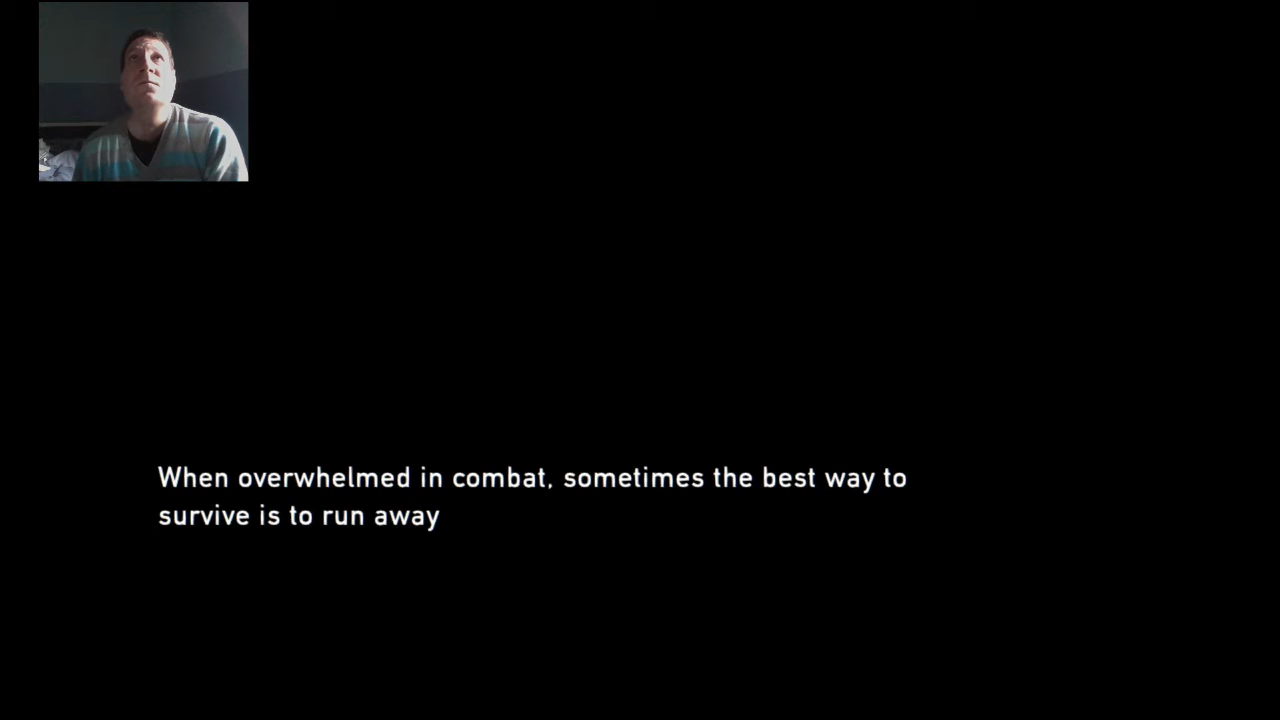 When overwhelmed in combat, sometimes the best way to
survive is to run away